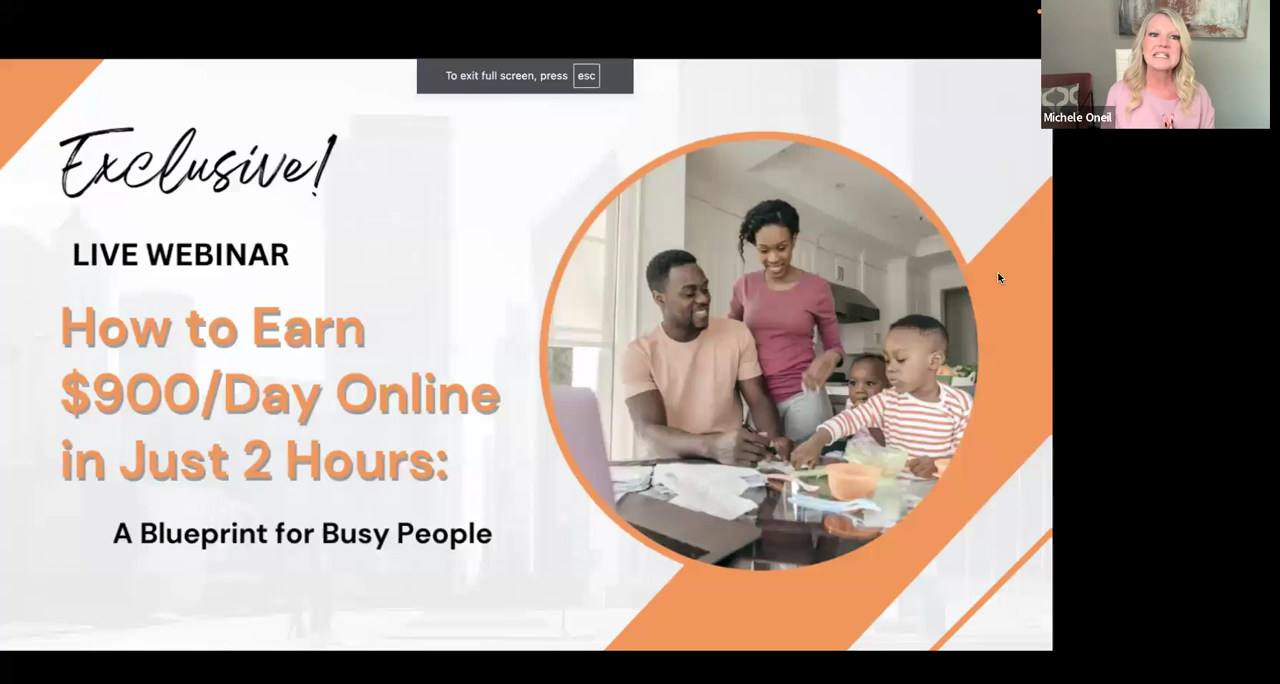 To exit full screen, press esc
Michele Oneil
Exclusive!
LIVE WEBINAR
How to Earn
$900/Day Online
in Just 2 Hours:
A Blueprint for Busy People